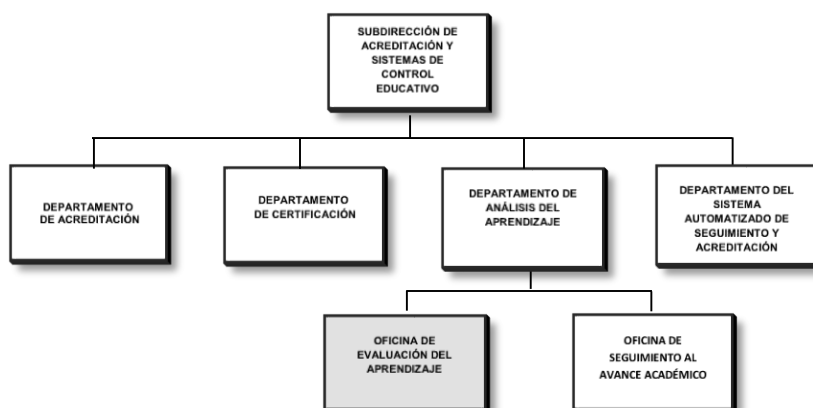 SUBDIRECCIÓN DE
ACREDITACIÓN Y
SISTEMAS DE
CONTROL
EDUCATIVO
DEPARTAMENTO
DE ACREDITACIÓN
DEPARTAMENTO
DE CERTIFICACIÓN
DEPARTAMENTO DE
ANÁLISIS DEL
APRENDIZAJE
DEPARTAMENTO DEL
SISTEMA
AUTOMATIZADO DE
SEGUIMIENTO Y
ACREDITACIÓN
OFICINA DE
EVALUACIÓN DEL
APRENDIZAJE
OFICINA DE
SEGUIMIENTO AL
AVANCE ACADÉMICO